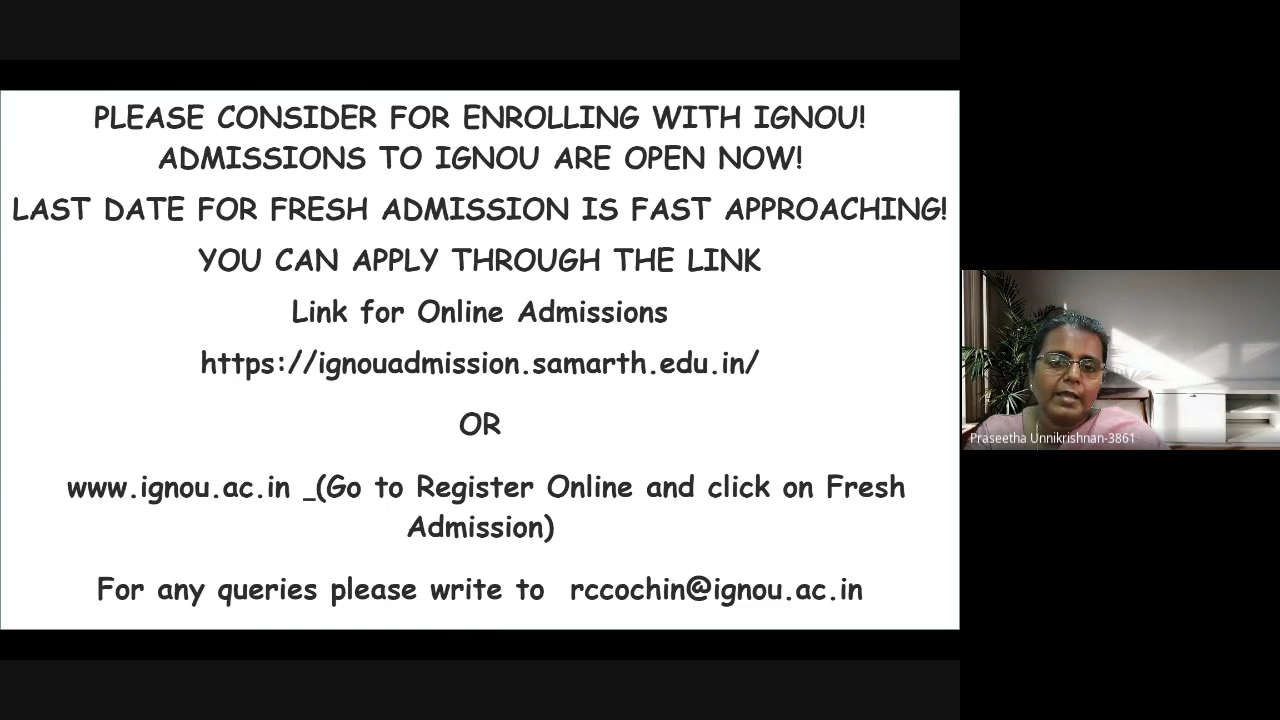 PLEASE CONSIDER FOR ENROLLING WITH IGNOU!
ADMISSIONS TO IGNOU ARE OPEN NOW!
LAST DATE FOR FRESH ADMISSION IS FAST APPROACHING!
YOU CAN APPLY THROUGH THE LINK
Link for Online Admissions
https://ignouadmission.samarth.edu.in/
OR
www.ignou.ac.in _(Go to Register Online and click on Fresh
Admission)
For any queries please write to rccochin@ignou.ac.in
Praseetha Unnikrishnan-3861